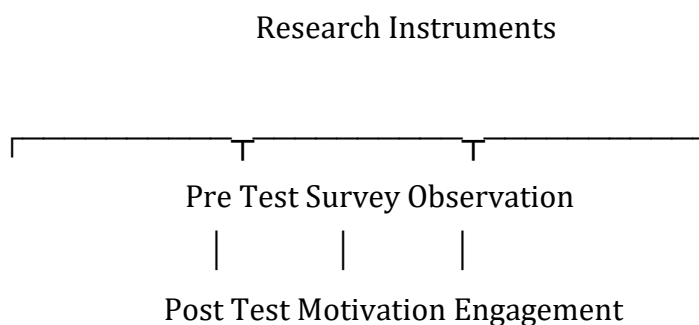 Research Instruments
Pre Test Survey Observation
Post Test Motivation Engagement